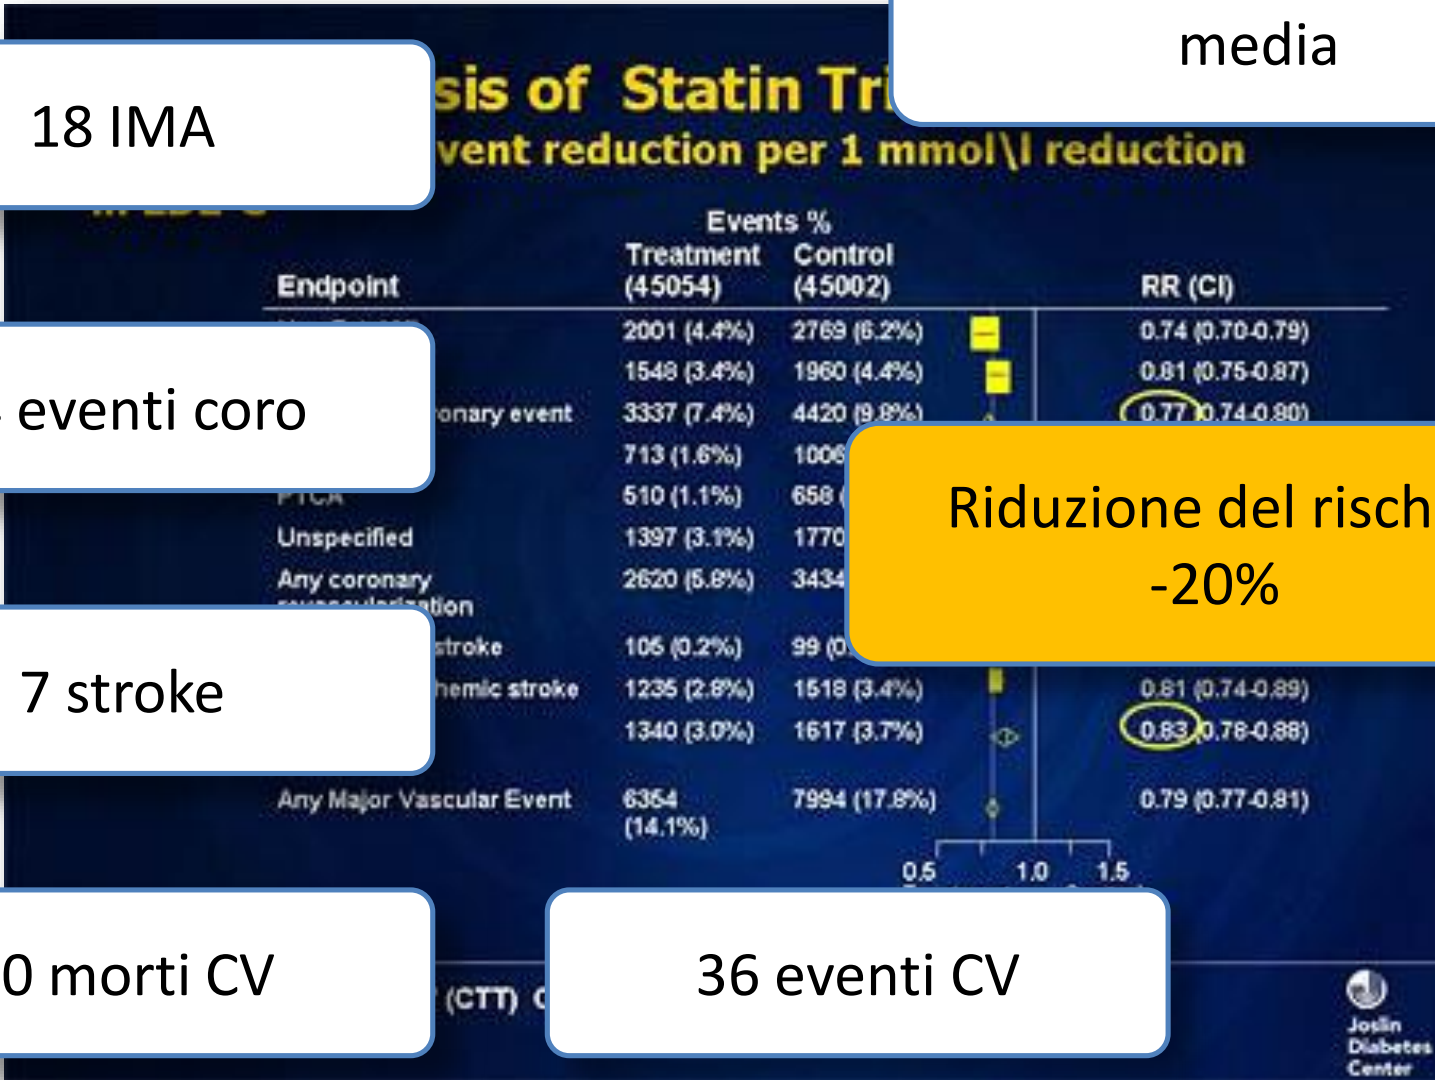 media
18 IMA
sis of Statin Tri
vent reduction per 1 mmol\l reduction
Events %
Treatment Control
Endpoint (45054) (45002) RR (CI)
2001 (4.4%) 2769 (6.2%) 0.74 (0.70-0.79)
1548 (3.4%) 1960 (4.4%) 0.81 (0.75-0.87)
eventi coro
onary event 3337 (7.4%) 4420 (9.8%) 0.77 (0.74-0.80)
713 (1.6%) 1006
PTCA 510 (1.1%) 658
Riduzione del risch
-20%
Unspecified 1397 (3.1%) 1770
Any coronary 2620 (5.8%) 3434
revascularization
7 stroke
stroke 105 (0.2%) 99 (0
hemic stroke 1235 (2.8%) 1518 (3.4%) 0.81 (0.74-0.89)
1340 (3.0%) 1617 (3.7%) 0.83 (0.78-0.88)
Any Major Vascular Event 6354 7994 (17.8%) 0.79 (0.77-0.81)
(14.1%)
0.5 1.0 1.5
0 morti CV
36 eventi CV
(CTT)
Joslin
Diabetes
Center